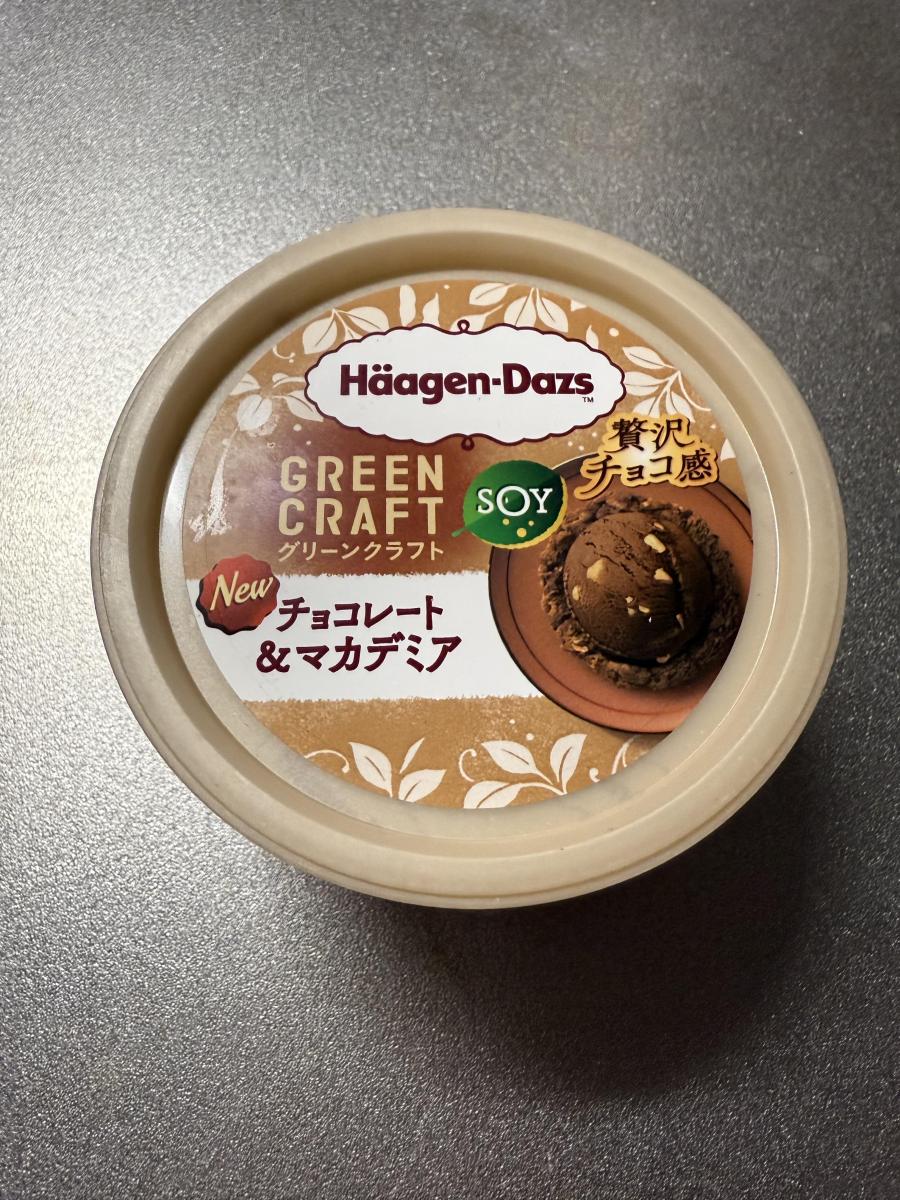 Häagen-Dazs
TM
贅沢
チョコ感
GREEN
CRAFT
グリーンクラフト
SOY
New
チョコレート
&マカデミア